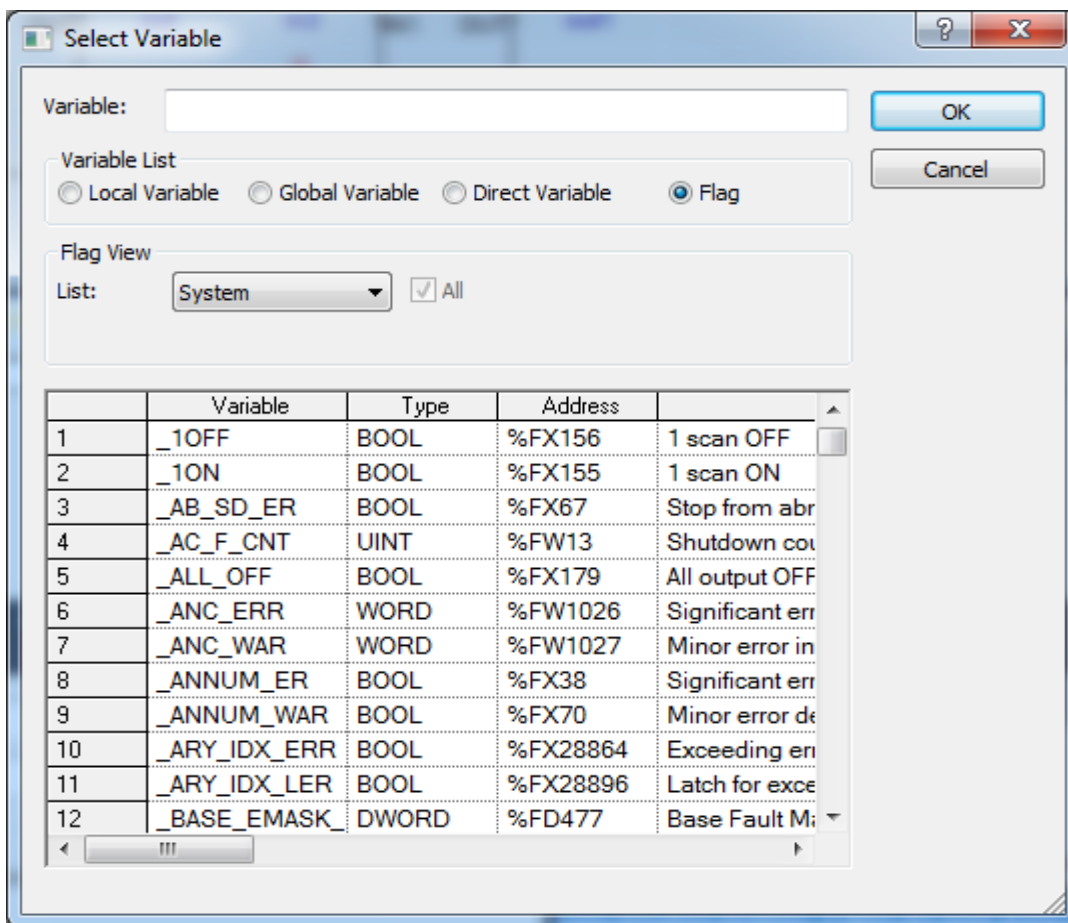 Select Variable
Variable:
OK
Variable List
Cancel
Local Variable Global Variable Direct Variable Flag
Flag View
List: System All
Variable Type Address
1 _1OFF BOOL %FX156 1 scan OFF
2 _1ON BOOL %FX155 1 scan ON
3 _AB_SD_ER BOOL %FX67 Stop from abr
4 _AC_F_CNT UINT %FW13 Shutdown cou
5 _ALL_OFF BOOL %FX179 All output OFF
6 _ANC_ERR WORD %FW1026 Significant err
7 _ANC_WAR WORD %FW1027 Minor error in
8 _ANNUM_ER BOOL %FX38 Significant err
9 _ANNUM_WAR BOOL %FX70 Minor error de
10 _ARY_IDX_ERR BOOL %FX28864 Exceeding err
11 _ARY_IDX_LER BOOL %FX28896 Latch for exce
12 _BASE_EMASK_ DWORD %FD477 Base Fault Ma